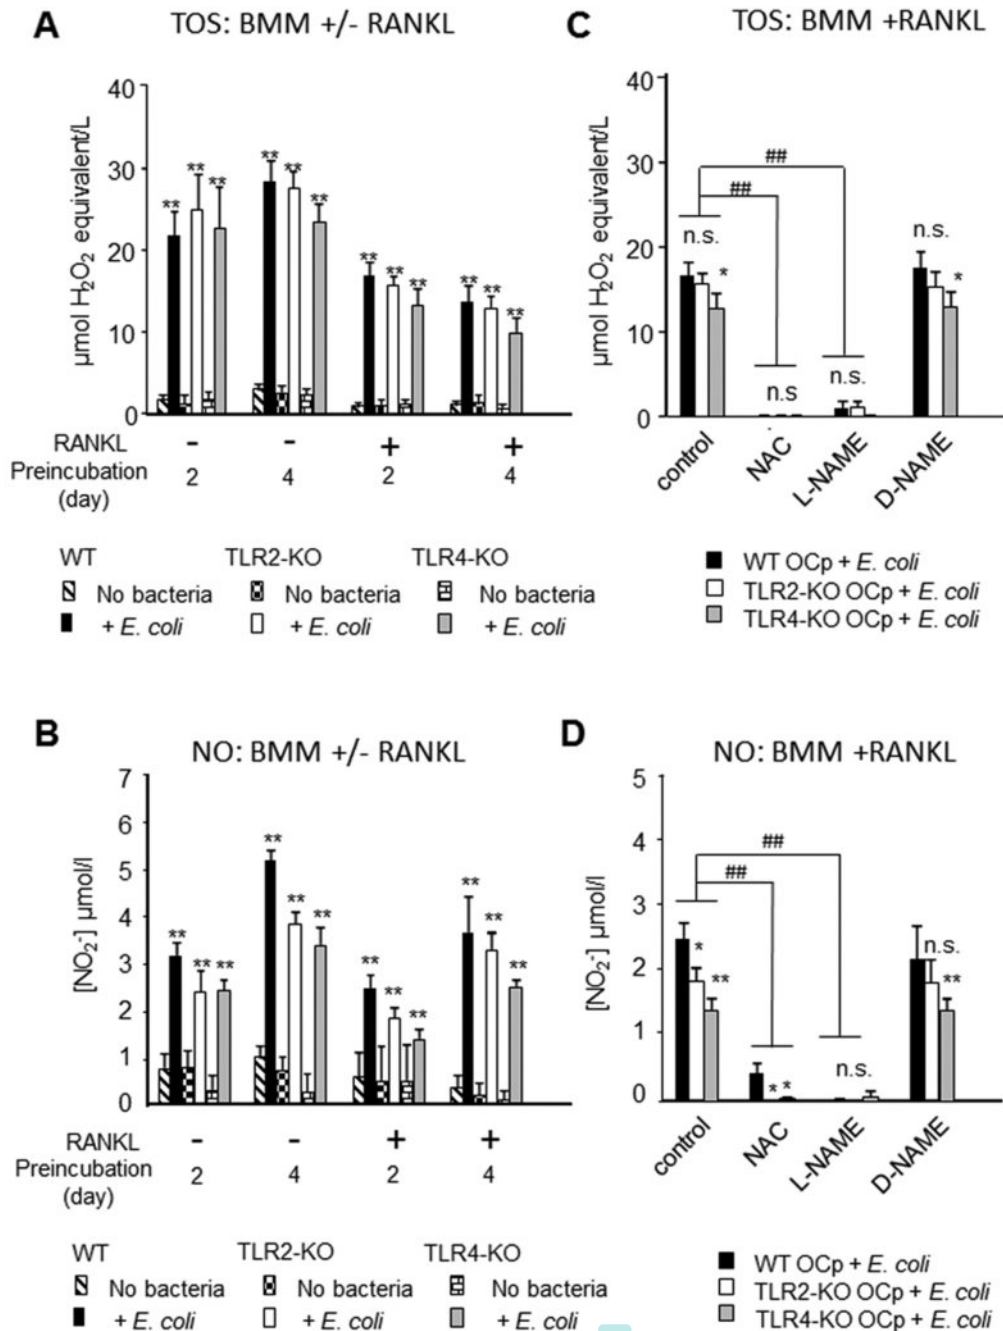 A
TOS: BMM +/- RANKL
µmol H₂O₂ equivalent/L
40
30
20
10
0
** ** **
** ** **
** ** **
** ** **
RANKL - - + +
Preincubation 2 4 2 4
(day)
WT TLR2-KO TLR4-KO
No bacteria No bacteria No bacteria
+ E. coli + E. coli + E. coli
C
TOS: BMM +RANKL
µmol H₂O₂ equivalent/L
40
30
20
10
0
##
##
n.s.
*
n.s
n.s.
n.s.
*
control NAC L-NAME D-NAME
WT OCp + E. coli
TLR2-KO OCp + E. coli
TLR4-KO OCp + E. coli
B
NO: BMM +/- RANKL
[NO₂⁻] µmol/l
7
6
5
4
3
2
1
0
** ** **
** ** **
** ** **
** ** **
RANKL - - + +
Preincubation 2 4 2 4
(day)
WT TLR2-KO TLR4-KO
No bacteria No bacteria No bacteria
+ E. coli + E. coli + E. coli
D
NO: BMM +RANKL
[NO₂⁻] µmol/l
5
4
3
2
1
0
##
##
*
**
* *
n.s.
n.s.
**
control NAC L-NAME D-NAME
WT OCp + E. coli
TLR2-KO OCp + E. coli
TLR4-KO OCp + E. coli